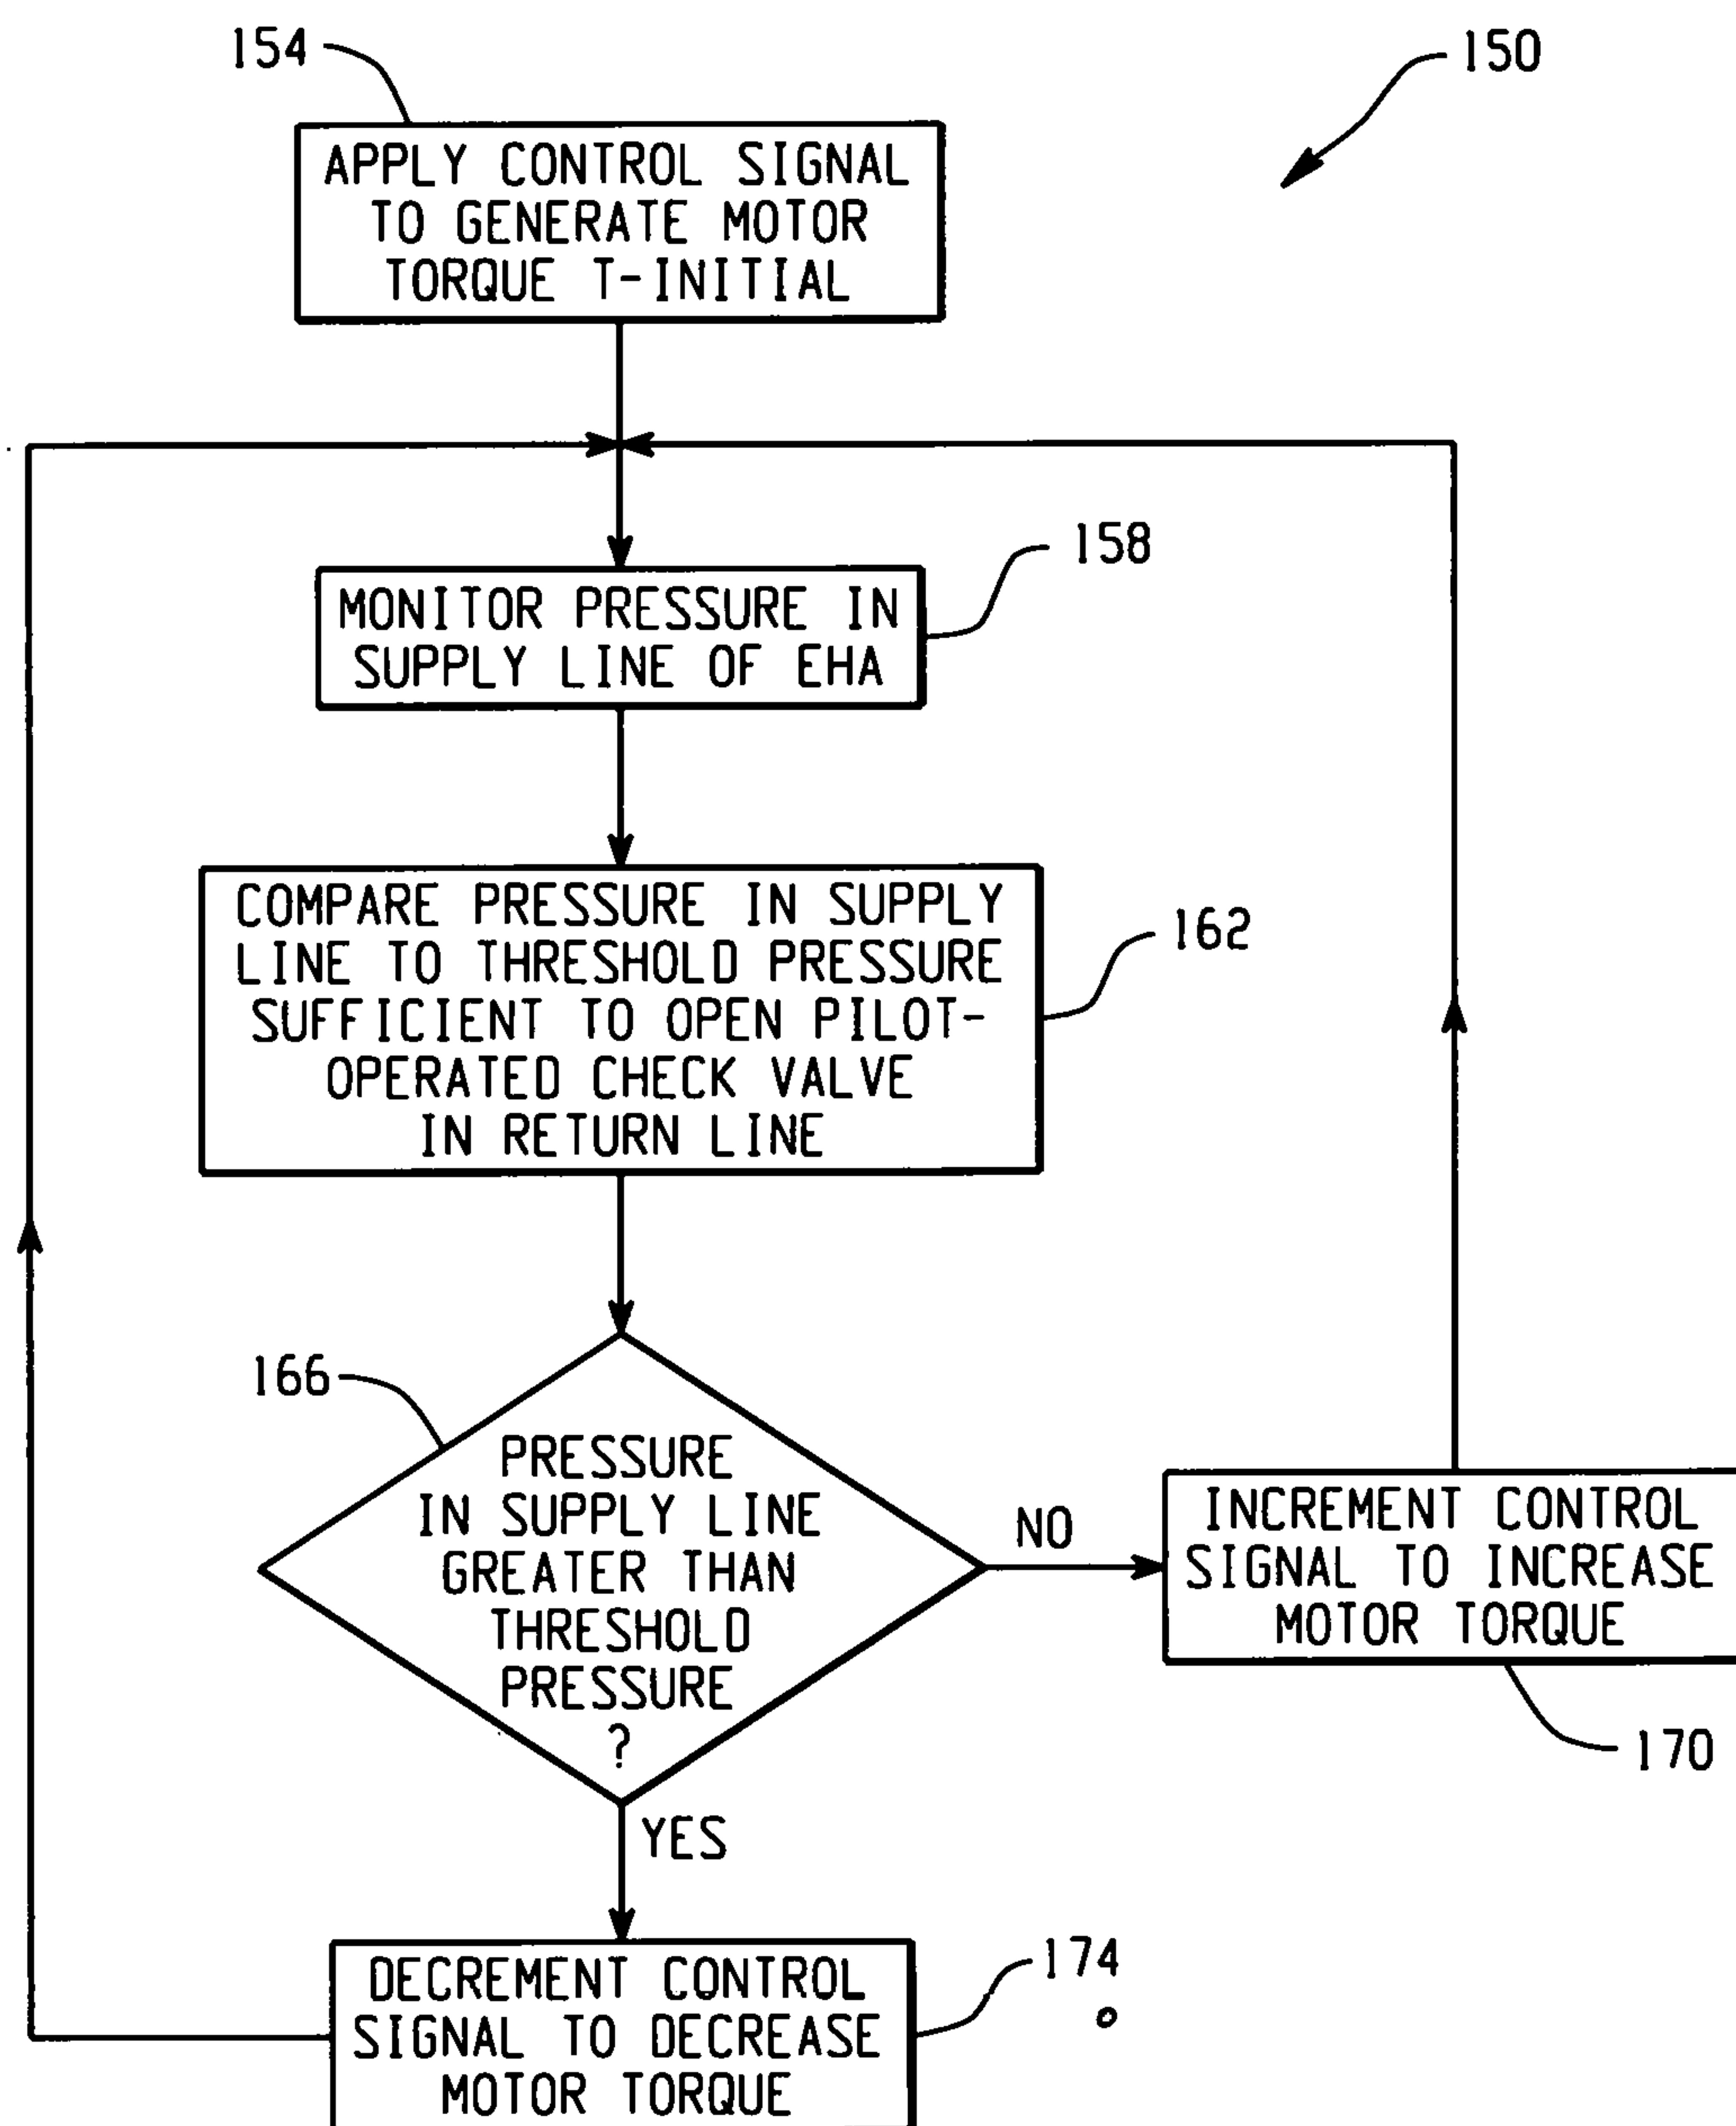 154
150
APPLY CONTROL SIGNAL
TO GENERATE MOTOR
TORQUE T-INITIAL
158
MONITOR PRESSURE IN
SUPPLY LINE OF EHA
162
COMPARE PRESSURE IN SUPPLY
LINE TO THRESHOLD PRESSURE
SUFFICIENT TO OPEN PILOT-
OPERATED CHECK VALVE
IN RETURN LINE
166
PRESSURE
IN SUPPLY LINE
GREATER THAN
THRESHOLD
PRESSURE
?
NO
INCREMENT CONTROL
SIGNAL TO INCREASE
MOTOR TORQUE
170
YES
174
DECREMENT CONTROL
SIGNAL TO DECREASE
MOTOR TORQUE